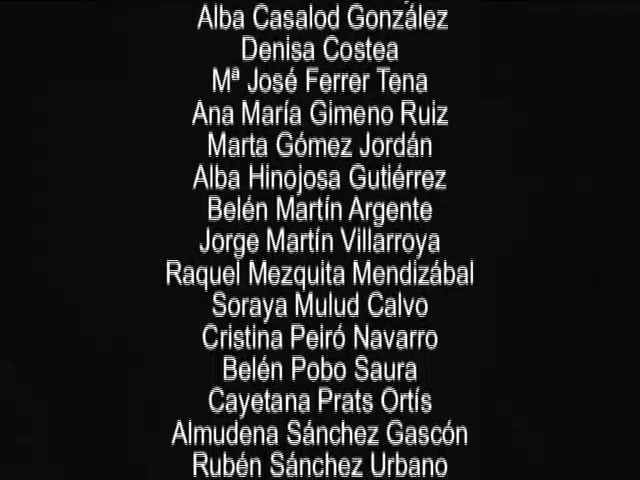 Alba Casalod González
Denisa Costea
Mª José Ferrer Tena
Ana María Gimeno Ruiz
Marta Gómez Jordán
Alba Hinojosa Gutiérrez
Belén Martín Argente
Jorge Martín Villarroya
Raquel Mezquita Mendizábal
Soraya Mulud Calvo
Cristina Peiró Navarro
Belén Pobo Saura
Cayetana Prats Ortís
Almudena Sánchez Gascón
Rubén Sánchez Urbano